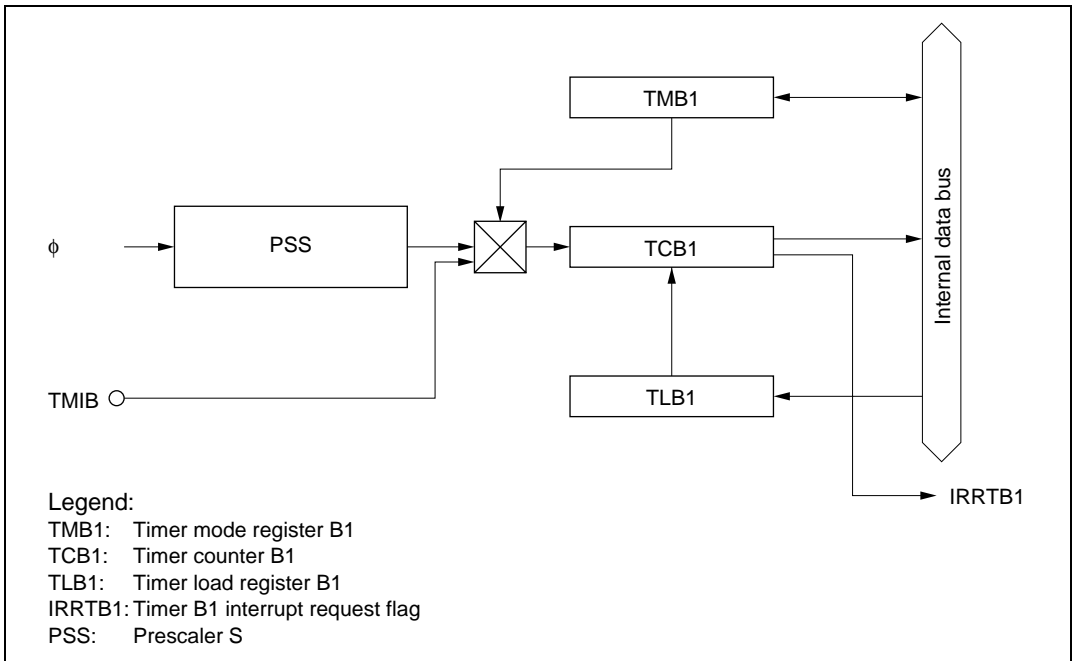 TMB1
φ
PSS
TCB1
Internal data bus
TMIB
TLB1
IRRTB1
Legend:
TMB1: Timer mode register B1
TCB1: Timer counter B1
TLB1: Timer load register B1
IRRTB1: Timer B1 interrupt request flag
PSS: Prescaler S